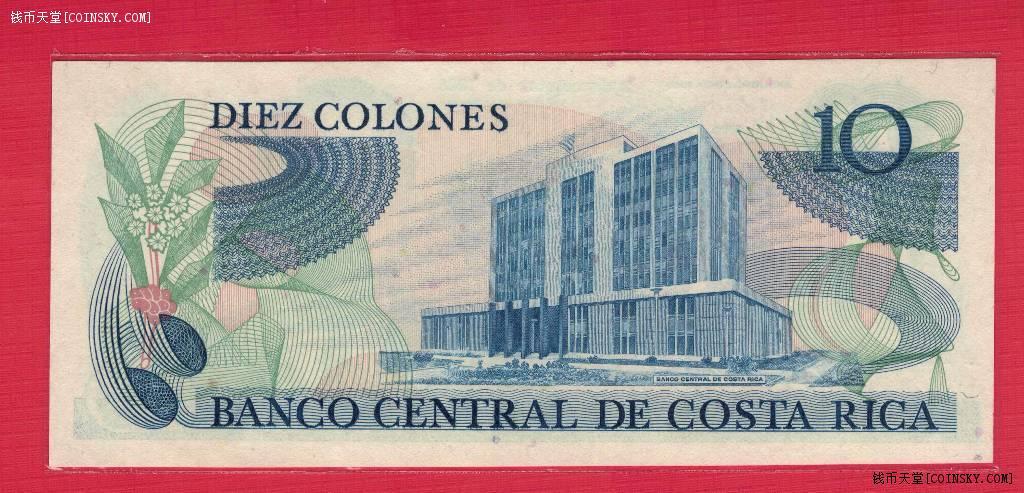 钱币天堂[COINSKY.COM]
DIEZ COLONES
10
BANCO CENTRAL DE COSTA RICA
BANCO CENTRAL DE COSTA RICA
钱币天堂[COINSKY.COM]